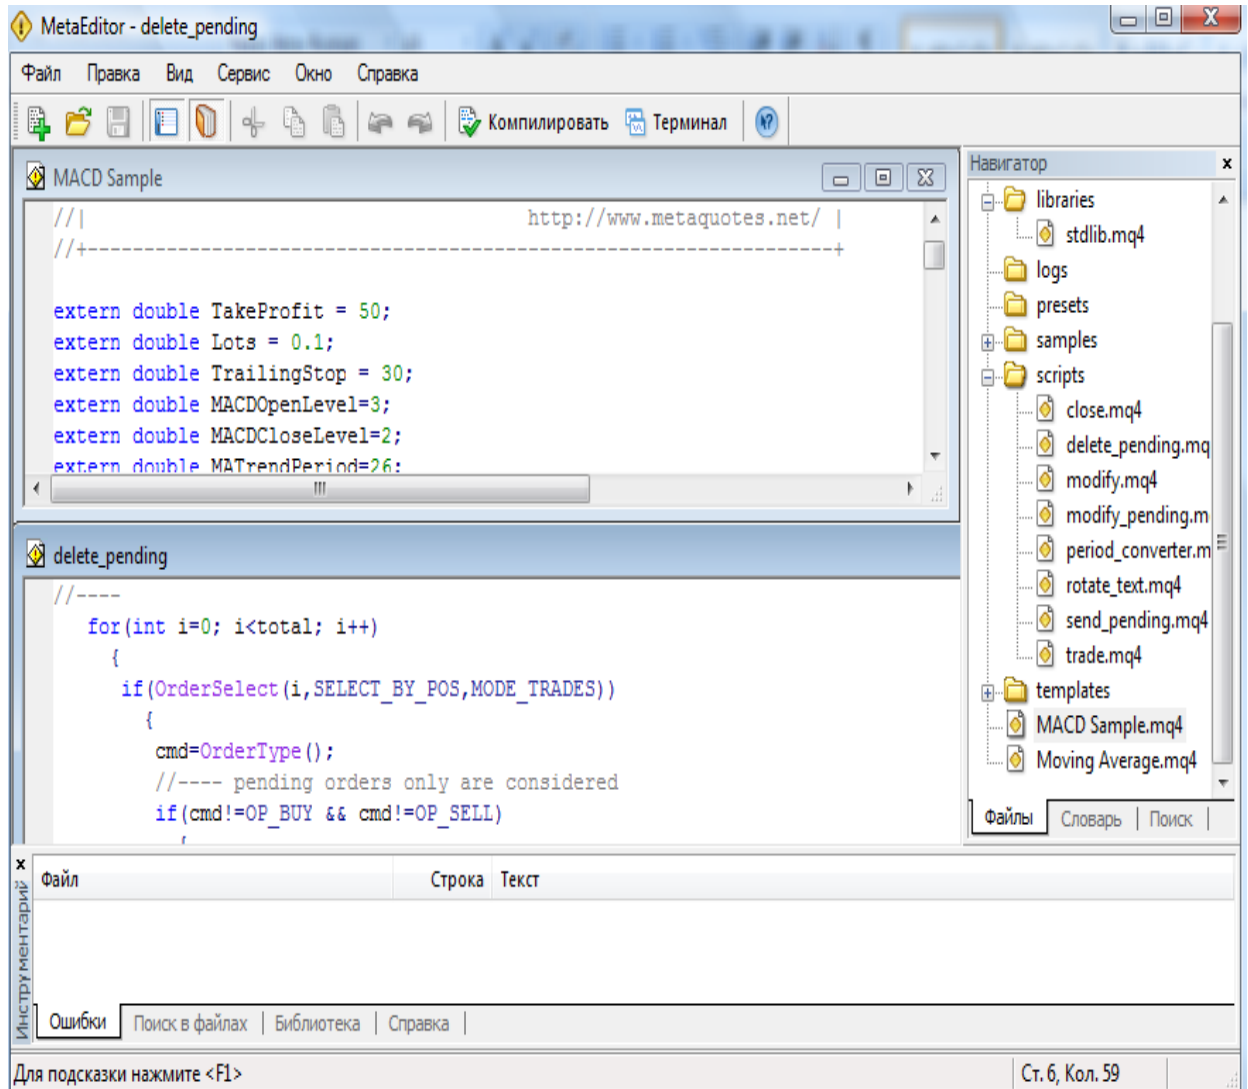 MetaEditor - delete_pending
Файл Правка Вид Сервис Окно Справка
Компилировать Терминал
MACD Sample
//| http://www.metaquotes.net/ |
//+------------------------------------------------------------------+
extern double TakeProfit = 50;
extern double Lots = 0.1;
extern double TrailingStop = 30;
extern double MACDOpenLevel=3;
extern double MACDCloseLevel=2;
extern double MATrendPeriod=26;
delete_pending
//----
for(int i=0; i<total; i++)
{
if(OrderSelect(i,SELECT_BY_POS,MODE_TRADES))
{
cmd=OrderType();
//---- pending orders only are considered
if(cmd!=OP_BUY && cmd!=OP_SELL)
{
Навигатор
libraries
stdlib.mq4
logs
presets
samples
scripts
close.mq4
delete_pending.mq
modify.mq4
modify_pending.m
period_converter.m
rotate_text.mq4
send_pending.mq4
trade.mq4
templates
MACD Sample.mq4
Moving Average.mq4
Файлы Словарь | Поиск |
Инструментарий
Файл Строка Текст
Ошибки Поиск в файлах | Библиотека | Справка |
Для подсказки нажмите <F1> Ст. 6, Кол. 59